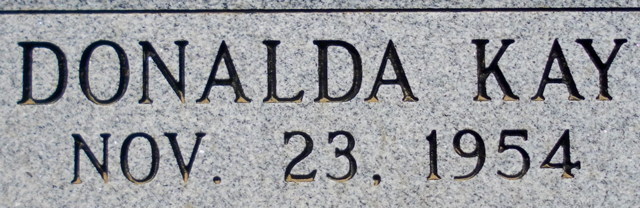 DONALDA KAY
NOV. 23, 1954